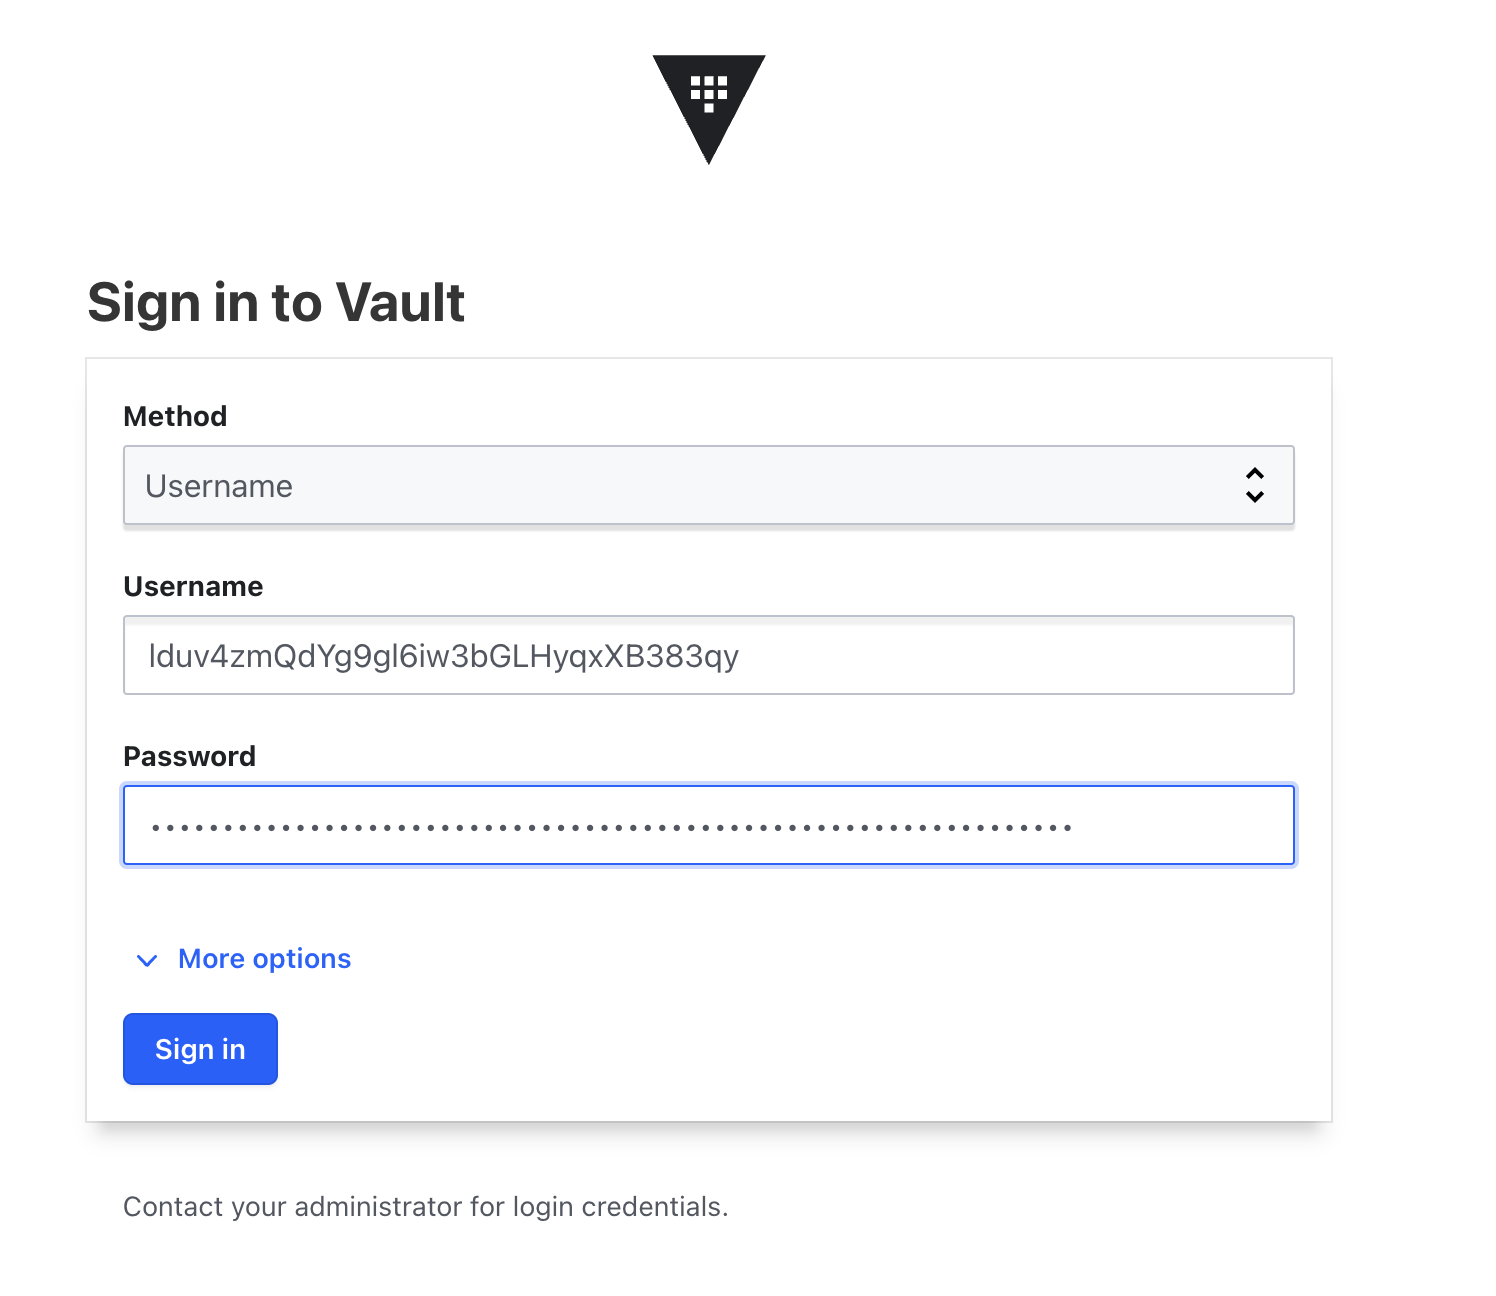 Sign in to Vault
Method
Username
Username
lduv4zmQdYg9gl6iw3bGLHyqxXB383qy
Password
••••••••••••••••••••••••••••••••••••••••••••••••••••••••••••••••
More options
Sign in
Contact your administrator for login credentials.